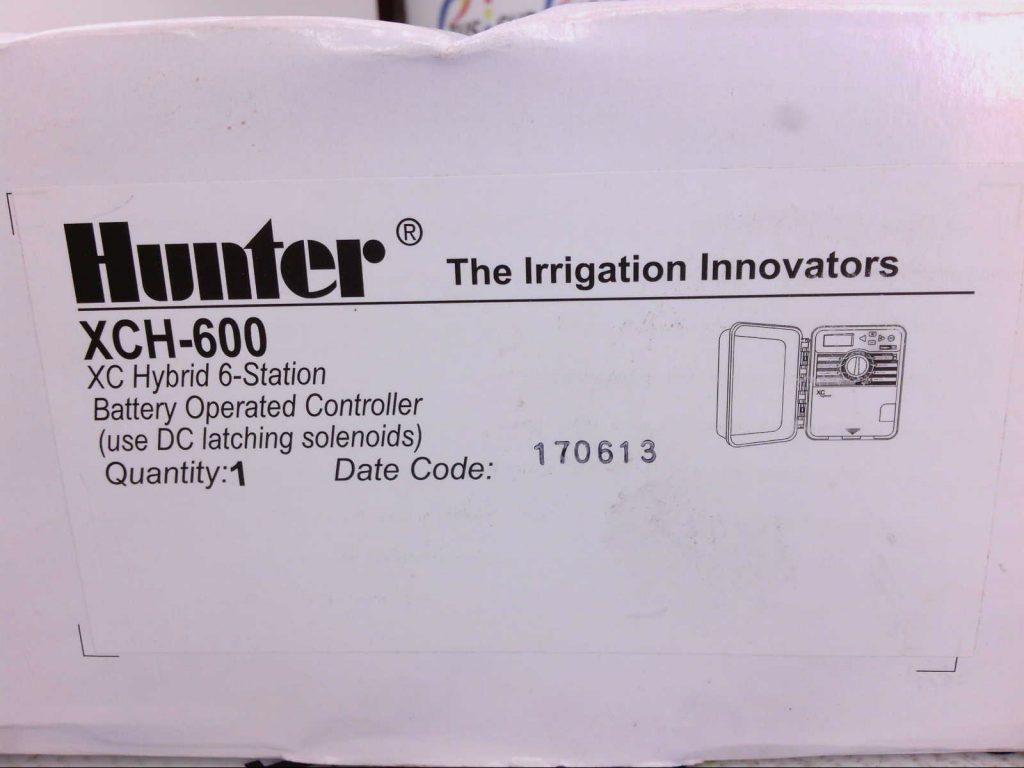 Hunter®
The Irrigation Innovators
XCH-600
XC Hybrid 6-Station
Battery Operated Controller
(use DC latching solenoids)
Quantity:1 Date Code: 170613
XC